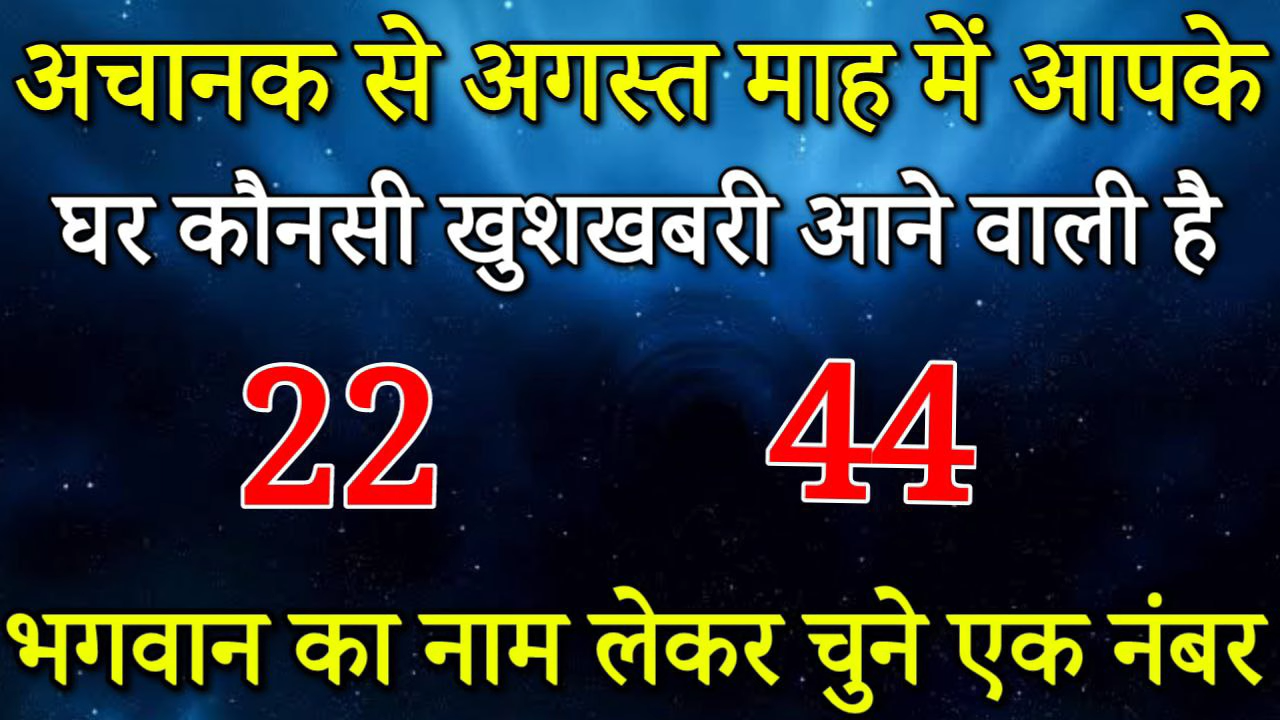 अचानक से अगस्त माह में आपके
घर कौनसी खुशखबरी आने वाली है
22 44
भगवान का नाम लेकर चुने एक नंबर